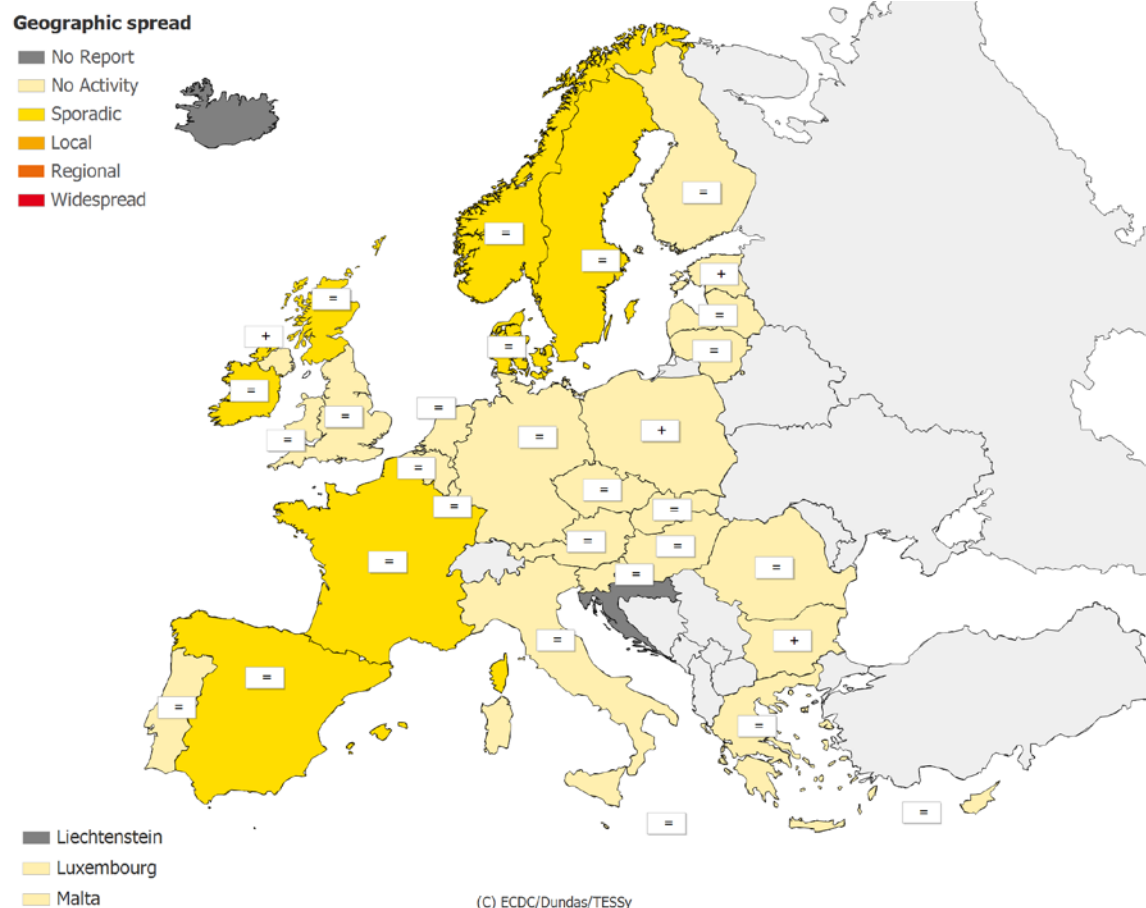 Geographic spread
No Report
No Activity
Sporadic
Local
Regional
Widespread
=
=
=
+
=
=
+
=
=
=
=
=
=
=
+
=
=
=
=
=
=
=
=
=
=
+
=
=
=
=
=
Liechtenstein
Luxembourg
Malta
(C) ECDC/Dundas/TESSy